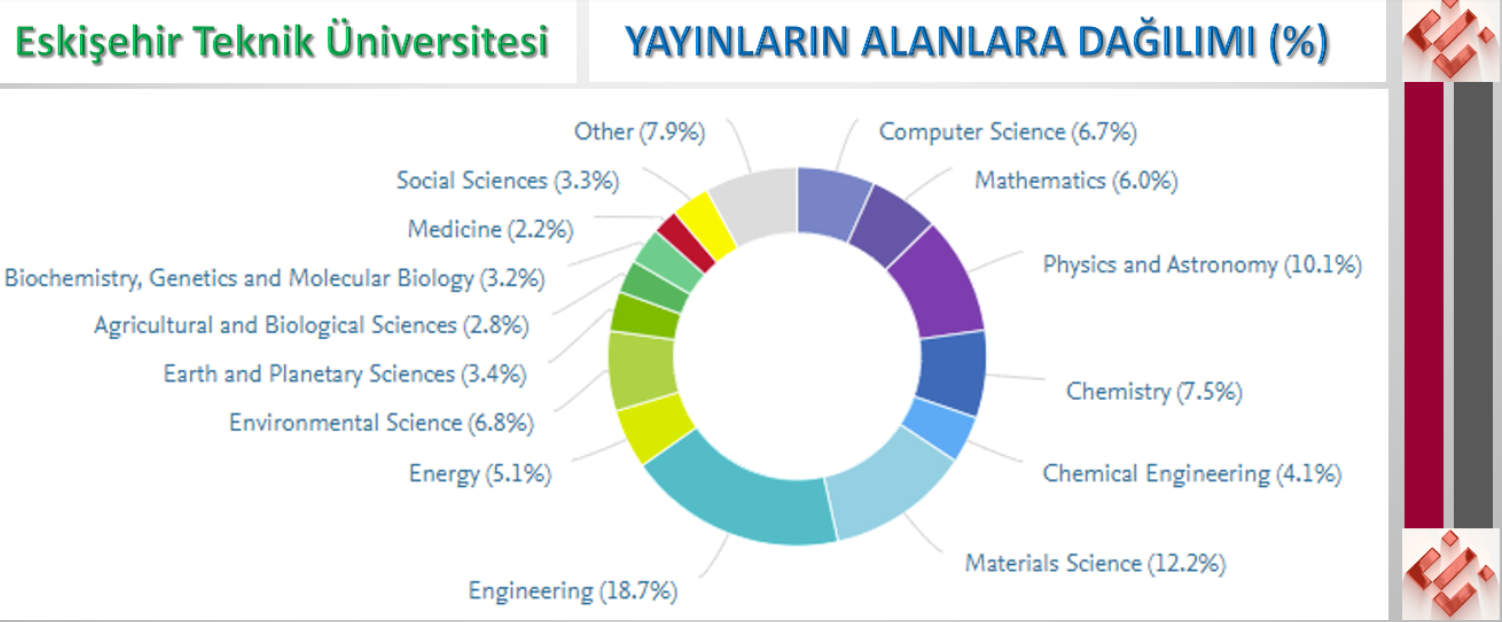 Eskişehir Teknik Üniversitesi
YAYINLARIN ALANLARA DAĞILIMI (%)
Other (7.9%)
Computer Science (6.7%)
Social Sciences (3.3%)
Mathematics (6.0%)
Medicine (2.2%)
Physics and Astronomy (10.1%)
Biochemistry, Genetics and Molecular Biology (3.2%)
Agricultural and Biological Sciences (2.8%)
Earth and Planetary Sciences (3.4%)
Chemistry (7.5%)
Environmental Science (6.8%)
Energy (5.1%)
Chemical Engineering (4.1%)
Materials Science (12.2%)
Engineering (18.7%)